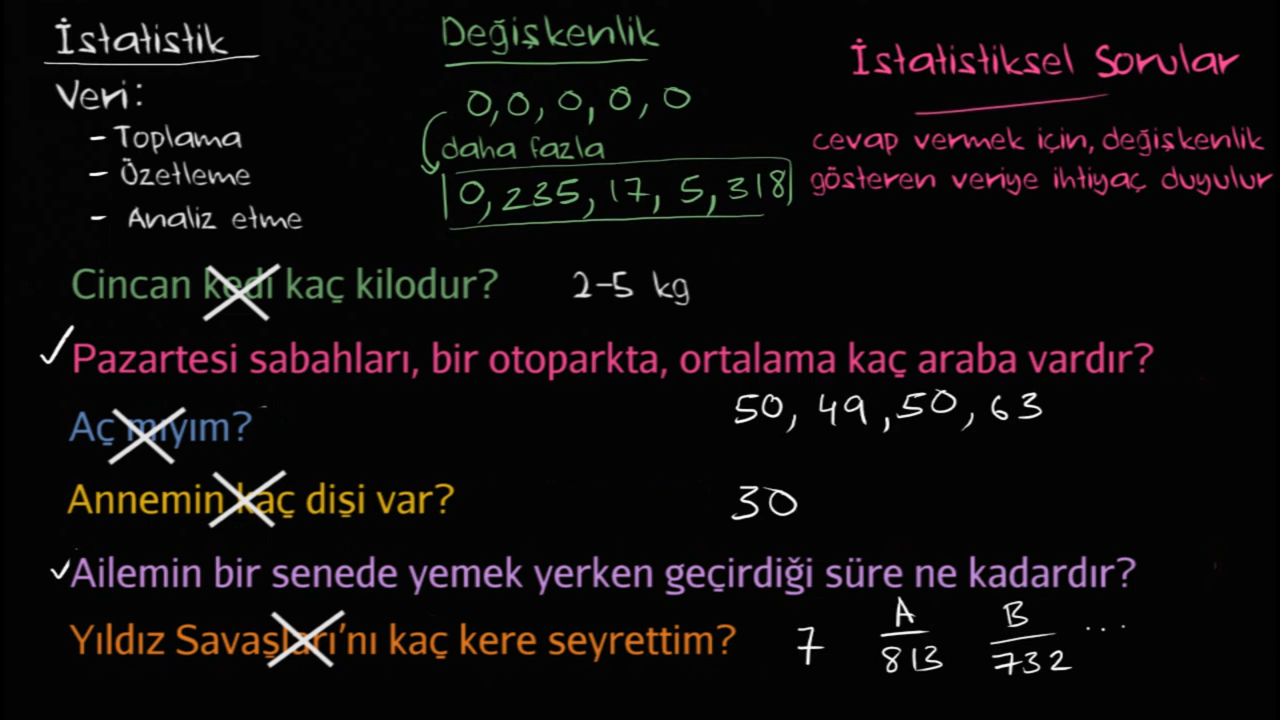 İstatistik
Veri:
- Toplama
- Özetleme
- Analiz etme
Değişkenlik
0, 0, 0, 0, 0
daha fazla
0, 235, 17, 5, 318
İstatistiksel Sorular
cevap vermek için, değişkenlik
gösteren veriye ihtiyaç duyulur
Cincan kedi kaç kilodur? 2-5 kg
Pazartesi sabahları, bir otoparkta, ortalama kaç araba vardır?
50, 49, 50, 63
Aç mıyım?
Annemin kaç dişi var? 30
Ailemin bir senede yemek yerken geçirdiği süre ne kadardır?
Yıldız Savaşları'nı kaç kere seyrettim? 7
A B ...
813 732